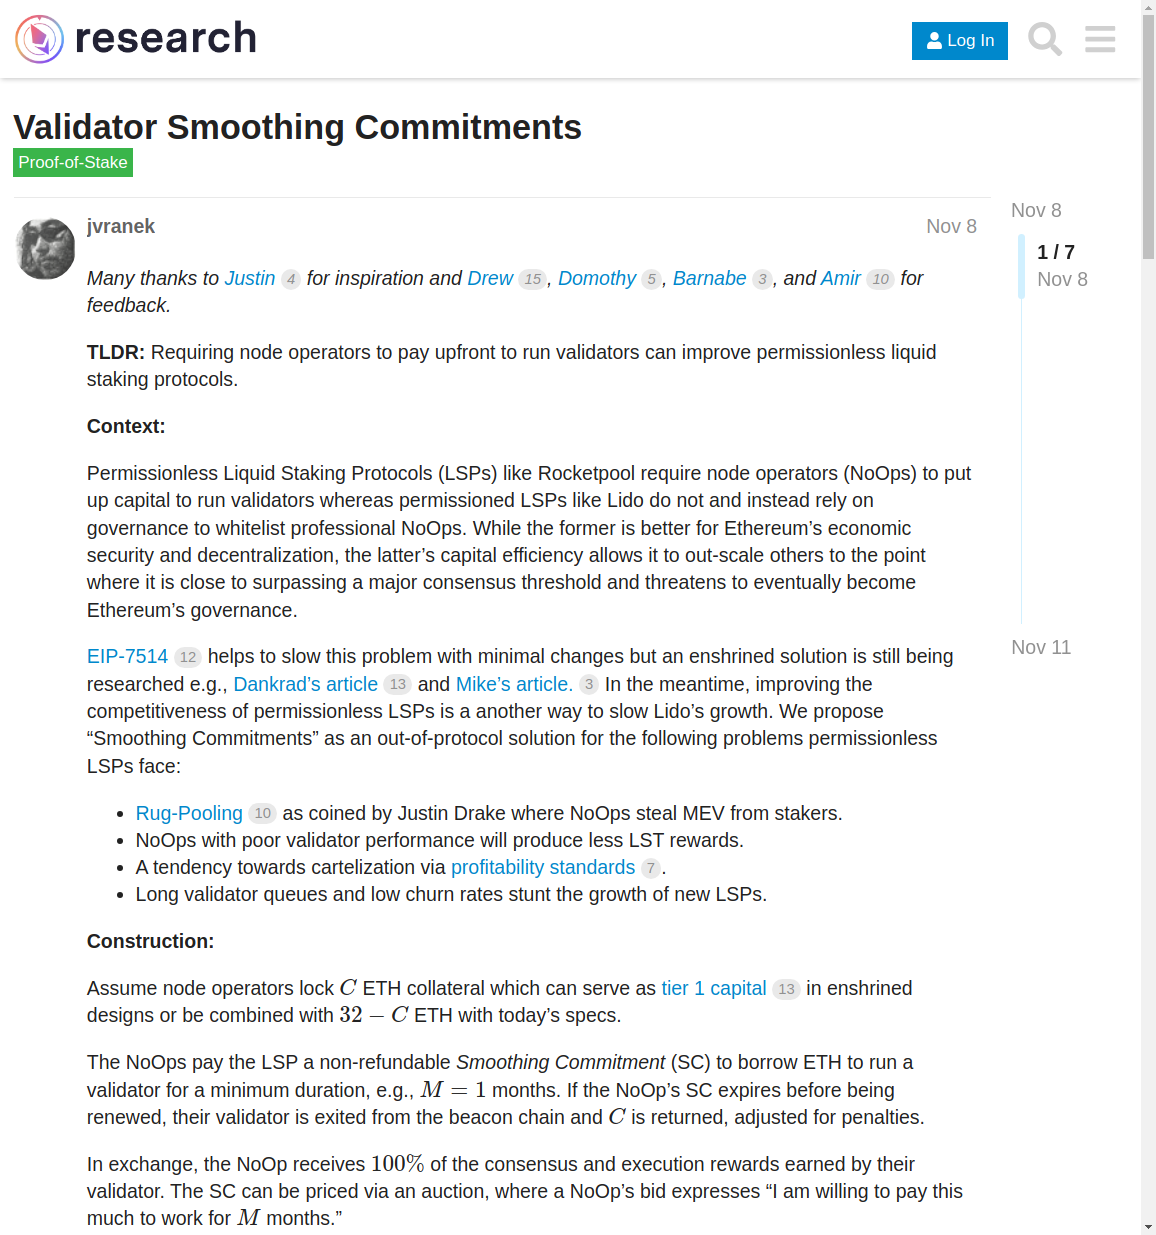 research
Log In
Validator Smoothing Commitments
Proof-of-Stake
jvranek
Nov 8
Many thanks to Justin 4 for inspiration and Drew 15, Domothy 5, Barnabe 3, and Amir 10 for
feedback.
TLDR: Requiring node operators to pay upfront to run validators can improve permissionless liquid
staking protocols.
Context:
Permissionless Liquid Staking Protocols (LSPs) like Rocketpool require node operators (NoOps) to put
up capital to run validators whereas permissioned LSPs like Lido do not and instead rely on
governance to whitelist professional NoOps. While the former is better for Ethereum’s economic
security and decentralization, the latter’s capital efficiency allows it to out-scale others to the point
where it is close to surpassing a major consensus threshold and threatens to eventually become
Ethereum’s governance.
EIP-7514 12 helps to slow this problem with minimal changes but an enshrined solution is still being
researched e.g., Dankrad’s article 13 and Mike’s article. 3 In the meantime, improving the
competitiveness of permissionless LSPs is a another way to slow Lido’s growth. We propose
“Smoothing Commitments” as an out-of-protocol solution for the following problems permissionless
LSPs face:
• Rug-Pooling 10 as coined by Justin Drake where NoOps steal MEV from stakers.
• NoOps with poor validator performance will produce less LST rewards.
• A tendency towards cartelization via profitability standards 7.
• Long validator queues and low churn rates stunt the growth of new LSPs.
Construction:
Assume node operators lock C ETH collateral which can serve as tier 1 capital 13 in enshrined
designs or be combined with 32 − C ETH with today’s specs.
The NoOps pay the LSP a non-refundable Smoothing Commitment (SC) to borrow ETH to run a
validator for a minimum duration, e.g., M = 1 months. If the NoOp’s SC expires before being
renewed, their validator is exited from the beacon chain and C is returned, adjusted for penalties.
In exchange, the NoOp receives 100% of the consensus and execution rewards earned by their
validator. The SC can be priced via an auction, where a NoOp’s bid expresses “I am willing to pay this
much to work for M months.”
Nov 8
1 / 7
Nov 8
Nov 11